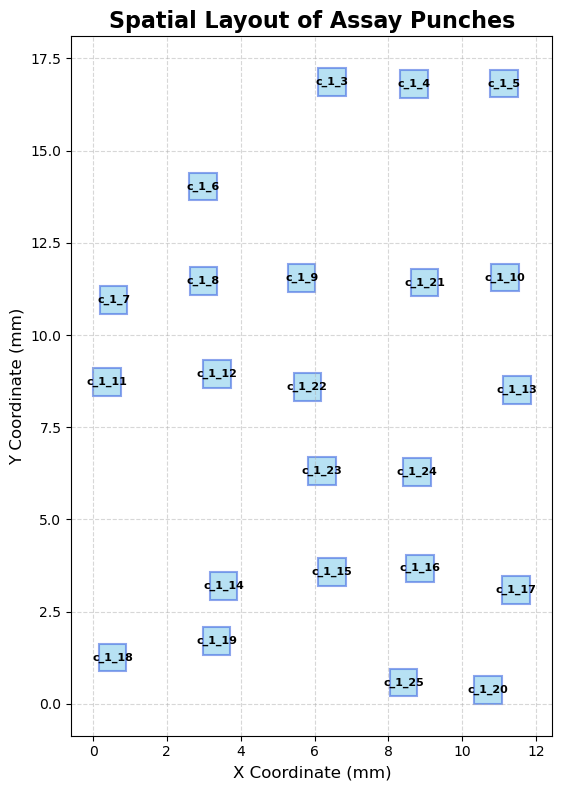 Spatial Layout of Assay Punches
17.5
15.0
12.5
10.0
7.5
5.0
2.5
0.0
Y Coordinate (mm)
c_1_3
c_1_4
c_1_5
c_1_6
c_1_7
c_1_8
c_1_9
c_1_21
c_1_10
c_1_11
c_1_12
c_1_22
c_1_13
c_1_23
c_1_24
c_1_14
c_1_15
c_1_16
c_1_17
c_1_18
c_1_19
c_1_25
c_1_20
0
2
4
6
8
10
12
X Coordinate (mm)